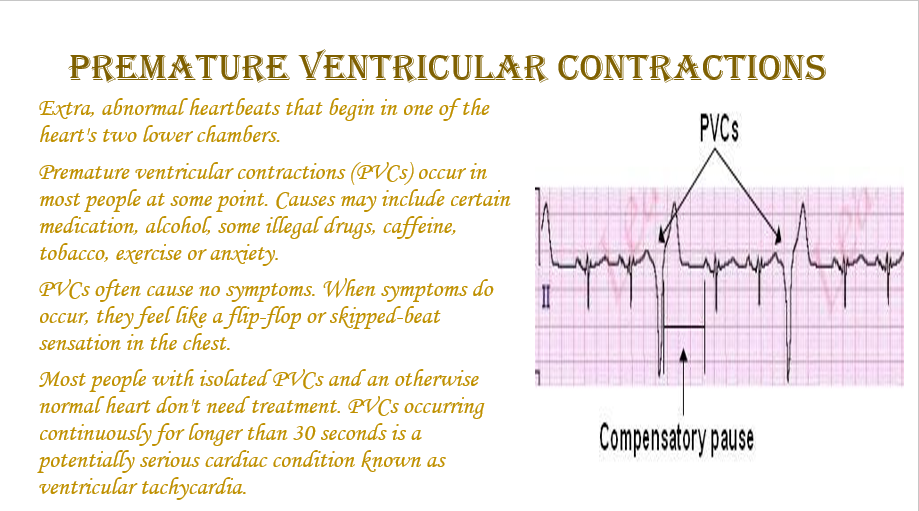 PREMATURE VENTRICULAR CONTRACTIONS
Extra, abnormal heartbeats that begin in one of the
heart's two lower chambers.
Premature ventricular contractions (PVCs) occur in
most people at some point. Causes may include certain
medication, alcohol, some illegal drugs, caffeine,
tobacco, exercise or anxiety.
PVCs often cause no symptoms. When symptoms do
occur, they feel like a flip-flop or skipped-beat
sensation in the chest.
Most people with isolated PVCs and an otherwise
normal heart don't need treatment. PVCs occurring
continuously for longer than 30 seconds is a
potentially serious cardiac condition known as
ventricular tachycardia.
PVCs
II
Compensatory pause